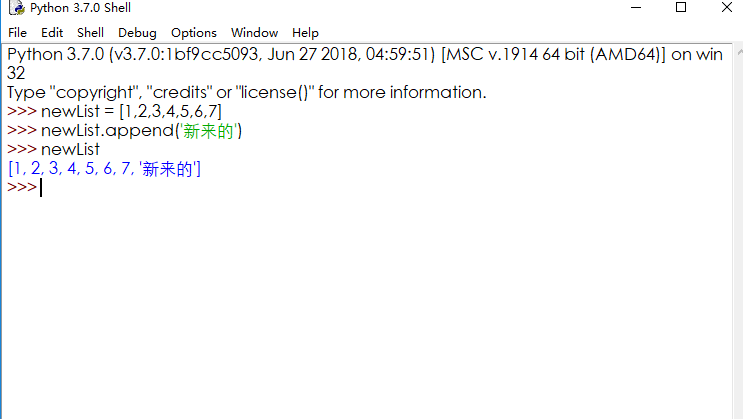 Python 3.7.0 Shell
File Edit Shell Debug Options Window Help
Python 3.7.0 (v3.7.0:1bf9cc5093, Jun 27 2018, 04:59:51) [MSC v.1914 64 bit (AMD64)] on win
32
Type "copyright", "credits" or "license()" for more information.
>>> newList = [1,2,3,4,5,6,7]
>>> newList.append('新来的')
>>> newList
[1, 2, 3, 4, 5, 6, 7, '新来的']
>>>